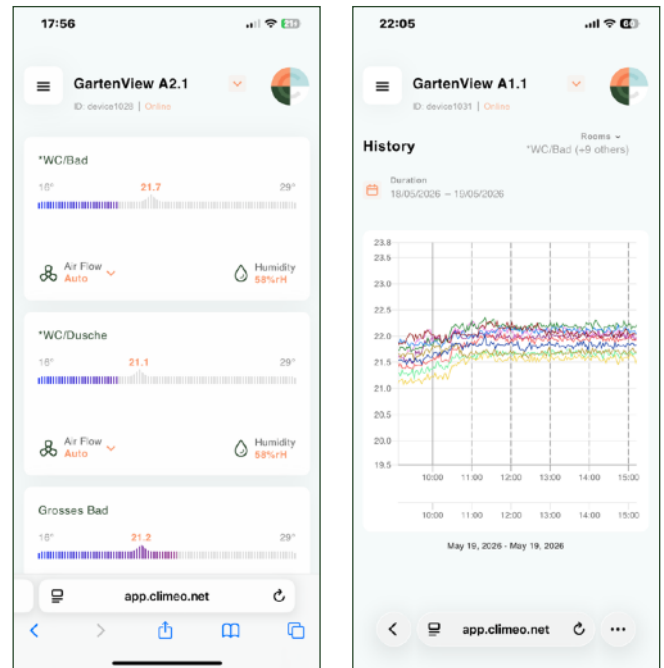 17:56
GartenView A2.1
ID: device1028 | Online
*WC/Bad
16° 21.7 29°
Air Flow
Auto
Humidity
58%rH
*WC/Dusche
16° 21.1 29°
Air Flow
Auto
Humidity
58%rH
Grosses Bad
16° 21.2 29°
app.climeo.net
22:05
GartenView A1.1
ID: device1031 | Online
History
Rooms
*WC/Bad (+9 others)
Duration
18/05/2026 – 19/05/2026
23.8
23.5
23.0
22.5
22.0
21.5
21.0
20.5
20.0
19.5
10:00 11:00 12:00 13:00 14:00 15:00
10:00 11:00 12:00 13:00 14:00 15:00
May 19, 2026 - May 19, 2026
app.climeo.net